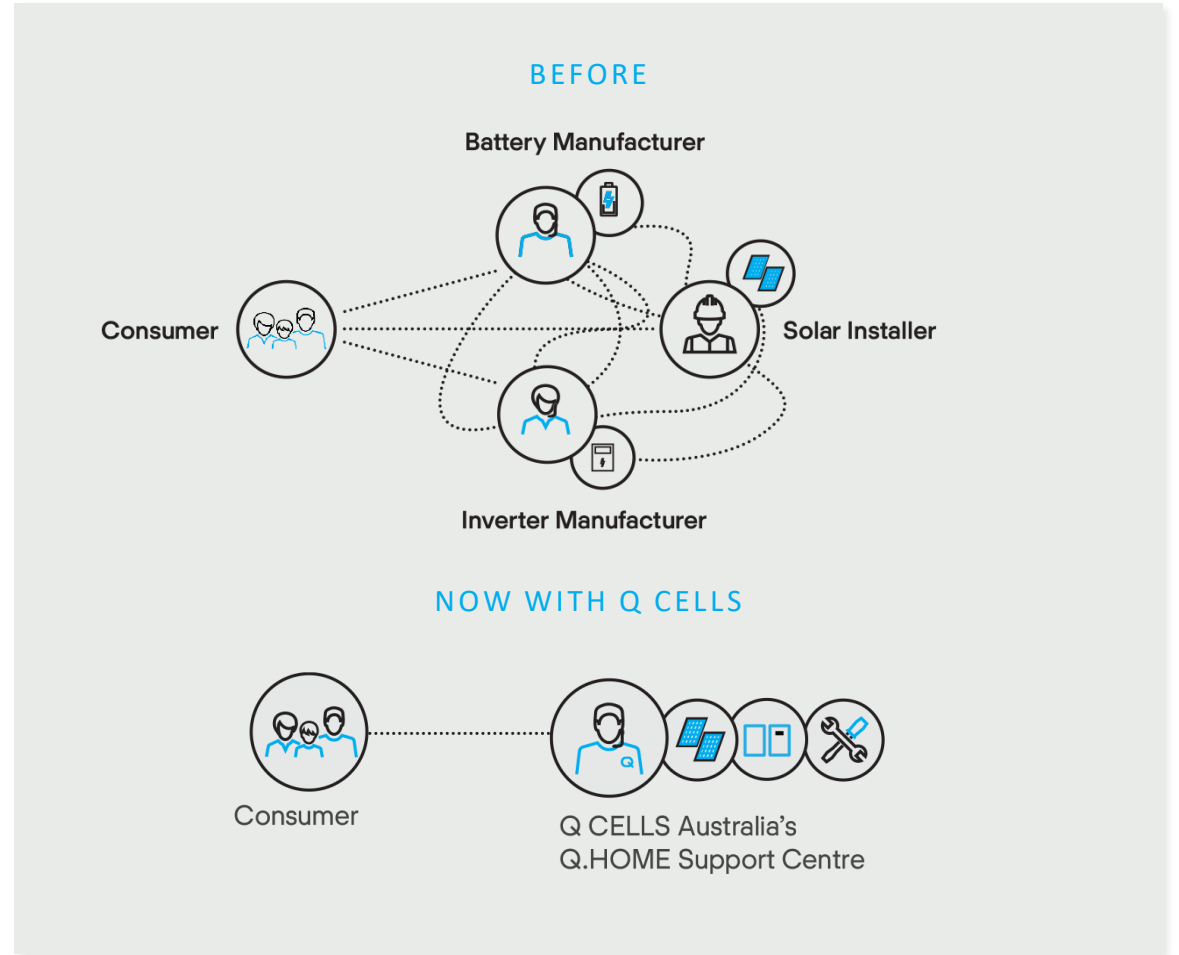 BEFORE
Battery Manufacturer
Consumer
Solar Installer
Inverter Manufacturer
NOW WITH Q CELLS
Q
Consumer
Q CELLS Australia's
Q.HOME Support Centre